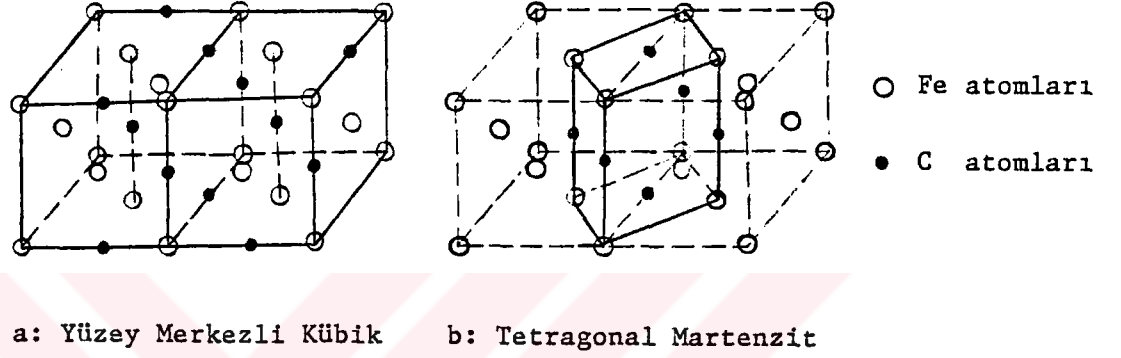 Fe atomları
C atomları
a: Yüzey Merkezli Kübik b: Tetragonal Martenzit